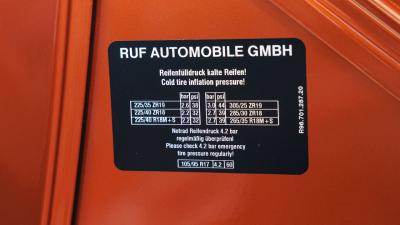 RUF AUTOMOBILE GMBH
Reifenfülldruck kalte Reifen!
Cold tire inflation pressure!
bar psi bar psi
225/35 ZR19 2.6 38 3.0 44 305/25 ZR19
225/40 ZR18 2.2 32 2.7 39 285/30 ZR18
225/40 R18M+S 2.2 32 2.7 39 265/35 R18M+S
Notrad Reifendruck 4.2 bar
regelmäßig überprüfen!
Please check 4.2 bar emergency
tire pressure regularly!
105/95 R17 4.2 60
R96.701.287.20